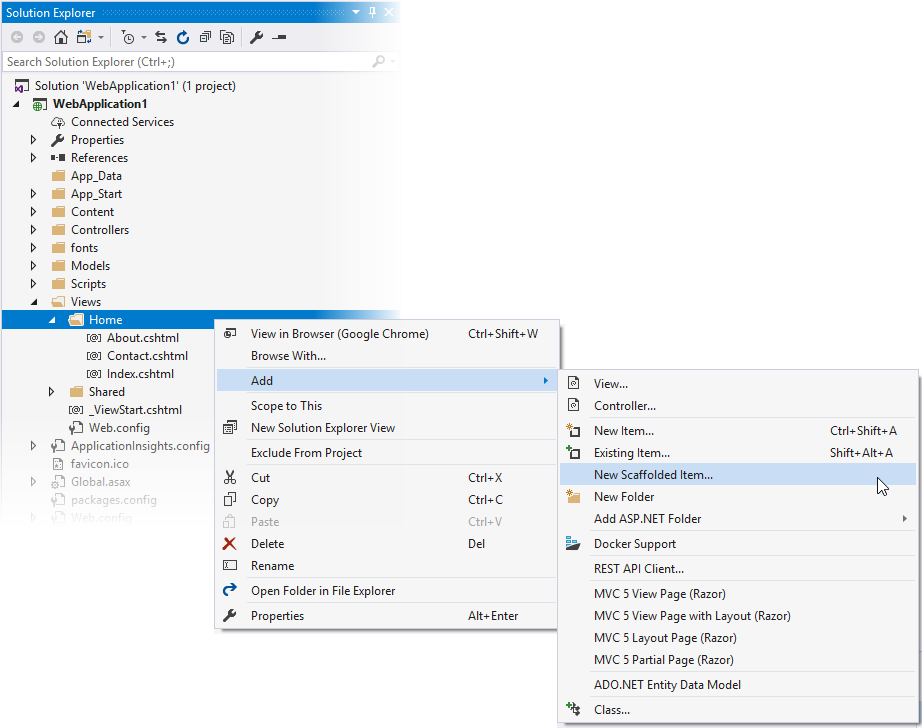 Solution Explorer
Search Solution Explorer (Ctrl+;)
Solution 'WebApplication1' (1 project)
WebApplication1
Connected Services
Properties
References
App_Data
App_Start
Content
Controllers
fonts
Models
Scripts
Views
Home
About.cshtml
Contact.cshtml
Index.cshtml
Shared
_ViewStart.cshtml
Web.config
ApplicationInsights.config
favicon.ico
Global.asax
packages.config
Web.config
View in Browser (Google Chrome) Ctrl+Shift+W
Browse With...
Add
Scope to This
New Solution Explorer View
Exclude From Project
Cut Ctrl+X
Copy Ctrl+C
Paste Ctrl+V
Delete Del
Rename
Open Folder in File Explorer
Properties Alt+Enter
View...
Controller...
New Item... Ctrl+Shift+A
Existing Item... Shift+Alt+A
New Scaffolded Item...
New Folder
Add ASP.NET Folder
Docker Support
REST API Client...
MVC 5 View Page (Razor)
MVC 5 View Page with Layout (Razor)
MVC 5 Layout Page (Razor)
MVC 5 Partial Page (Razor)
ADO.NET Entity Data Model
Class...